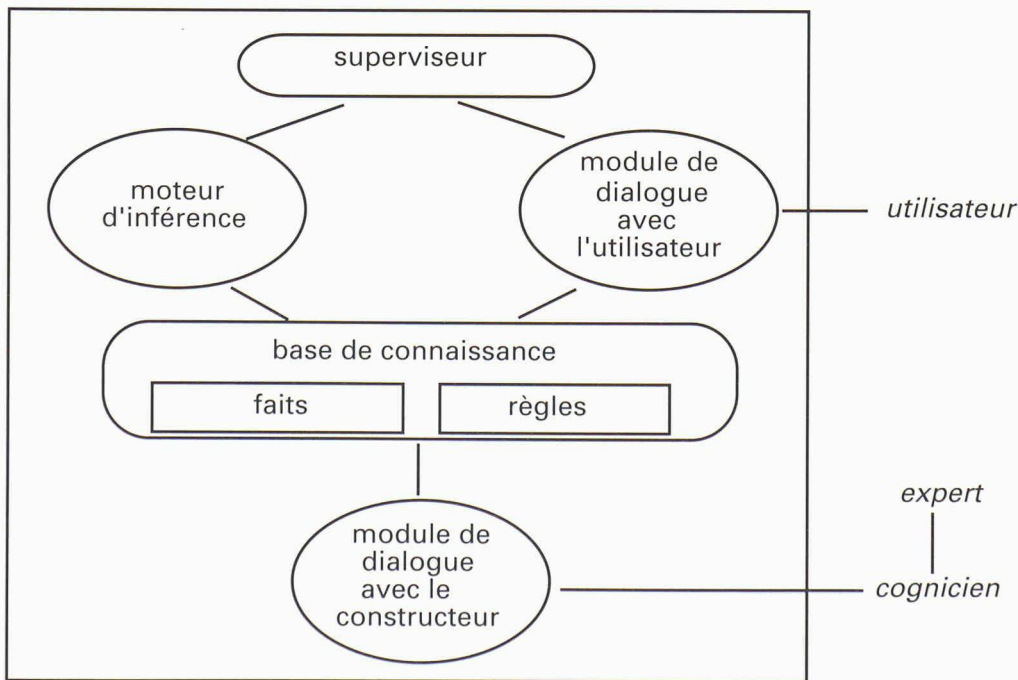 superviseur
moteur
d'inférence
module de
dialogue
avec
l'utilisateur
utilisateur
base de connaissance
faits
règles
expert
module de
dialogue
avec le
constructeur
cognicien